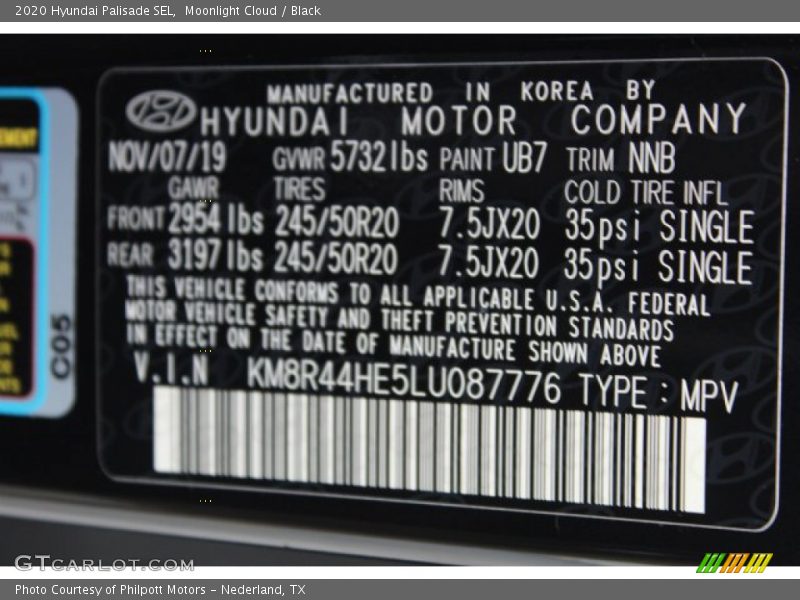 2020 Hyundai Palisade SEL, Moonlight Cloud / Black
MANUFACTURED IN KOREA BY
HYUNDAI MOTOR COMPANY
NOV/07/19 GVWR 5732lbs PAINT UB7 TRIM NNB
GAWR TIRES RIMS COLD TIRE INFL
FRONT 2954 lbs 245/50R20 7.5JX20 35psi SINGLE
REAR 3197 lbs 245/50R20 7.5JX20 35psi SINGLE
THIS VEHICLE CONFORMS TO ALL APPLICABLE U.S.A. FEDERAL
MOTOR VEHICLE SAFETY AND THEFT PREVENTION STANDARDS
IN EFFECT ON THE DATE OF MANUFACTURE SHOWN ABOVE
V.I.N KM8R44HE5LU087776 TYPE : MPV
C05
GTCARLOT.COM
Photo Courtesy of Philpott Motors - Nederland, TX